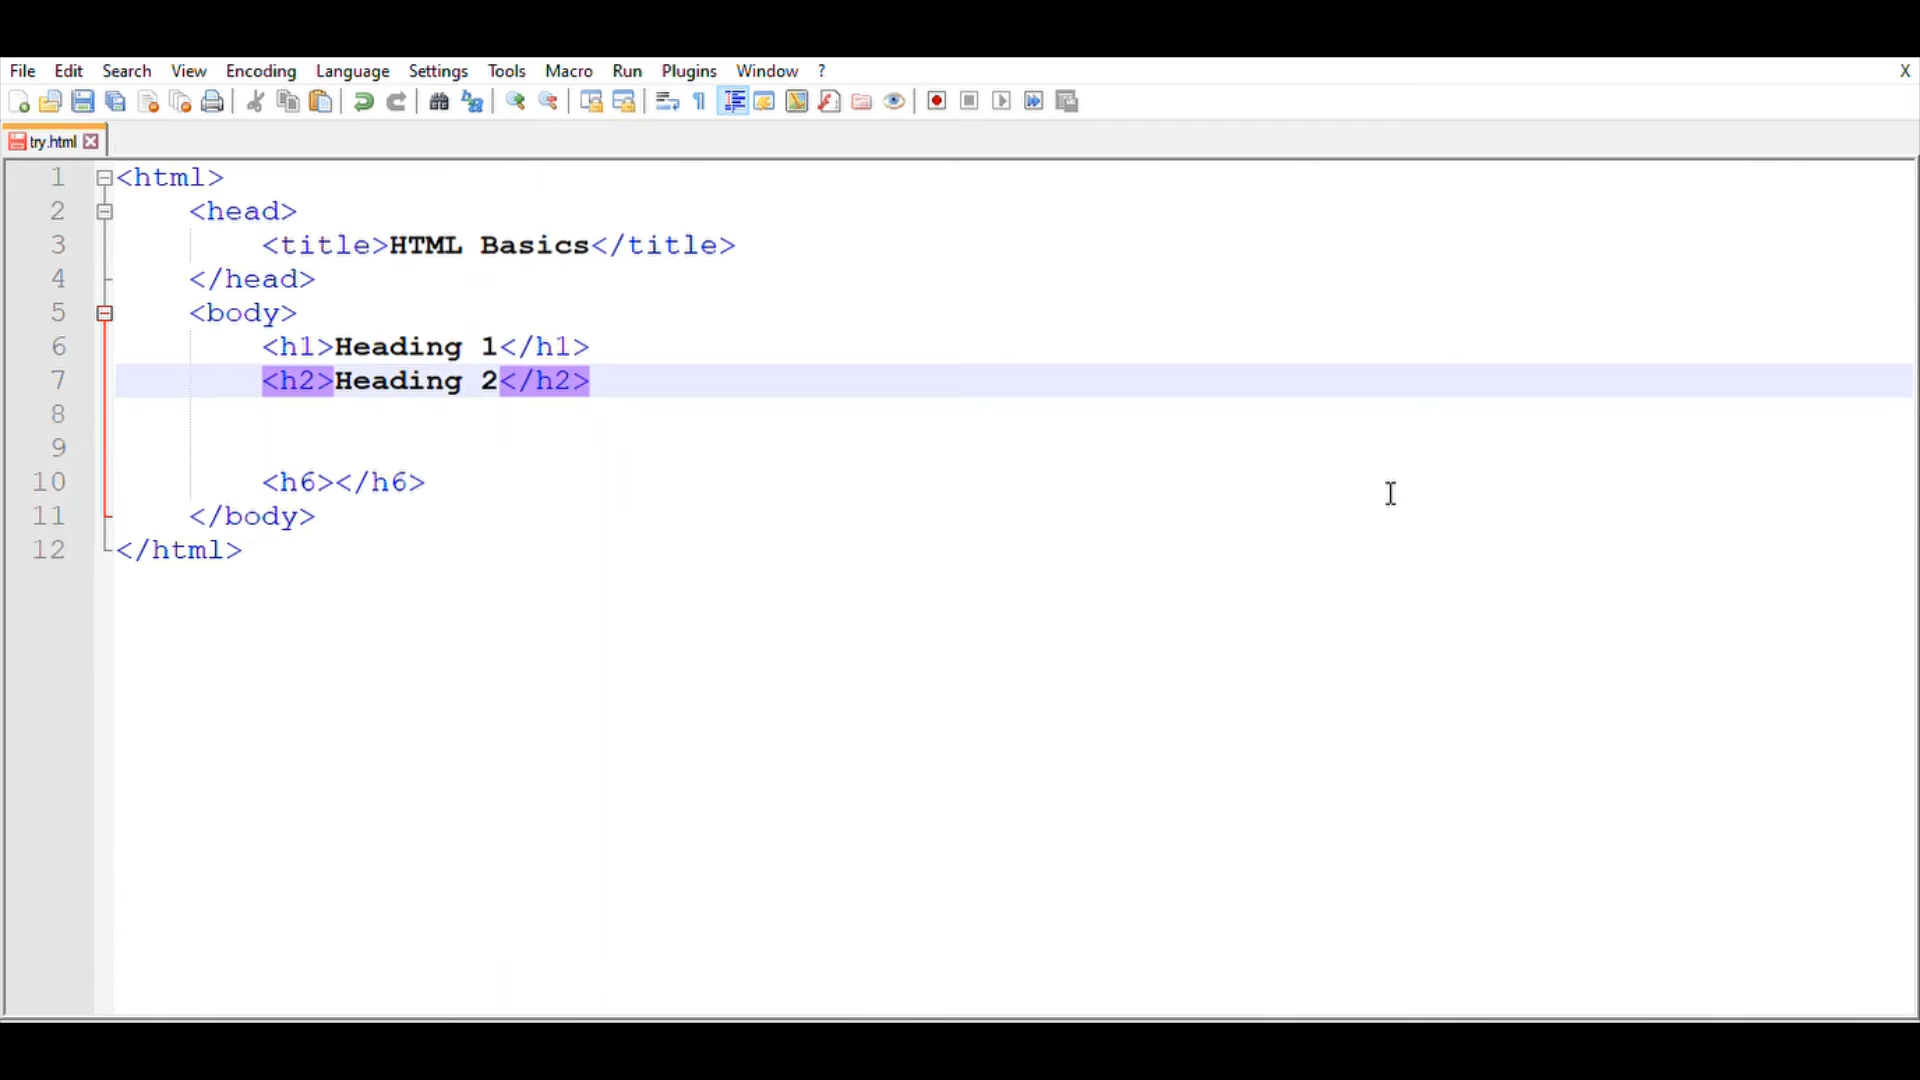 File Edit Search View Encoding Language Settings Tools Macro Run Plugins Window ? X
try.html
1 <html>
2 <head>
3 <title>HTML Basics</title>
4 </head>
5 <body>
6 <h1>Heading 1</h1>
7 <h2>Heading 2</h2>
8
9
10 <h6></h6>
11 </body>
12 </html>